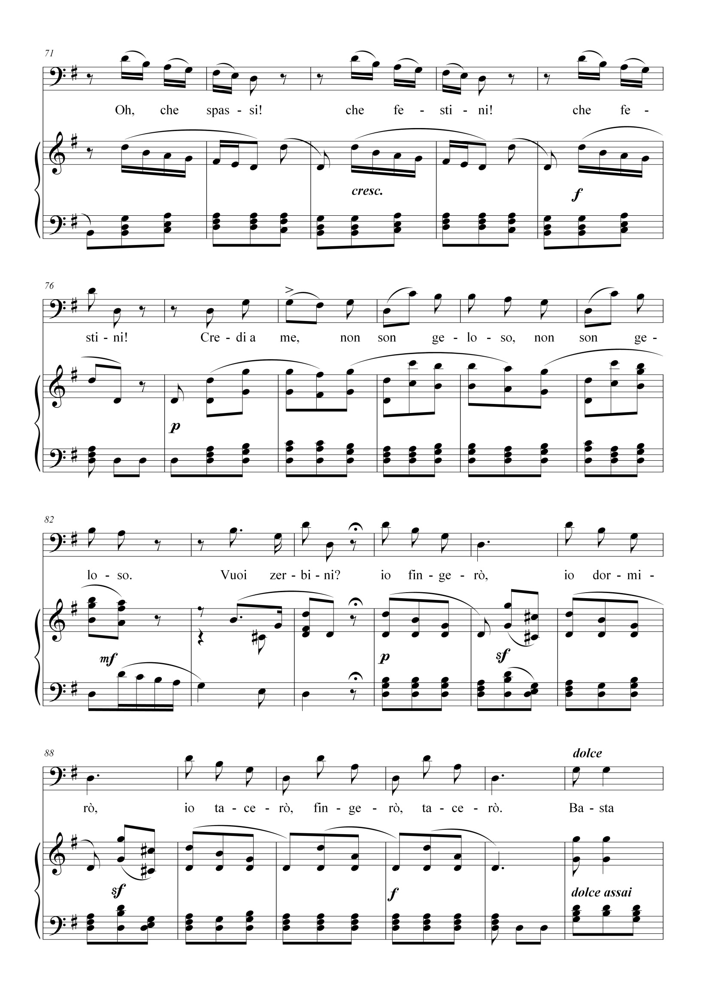 71
Oh, che spas - si! che fe - sti - ni! che fe -
cresc.
f
76
sti - ni! Cre - di a me, non son ge - lo - so, non son ge -
p
82
lo - so. Vuoi zer - bi - ni? io fin - ge - rò, io dor - mi -
mf p sf
88
dolce
rò, io ta - ce - rò, fin - ge - rò, ta - ce - rò. Ba - sta
sf f dolce assai